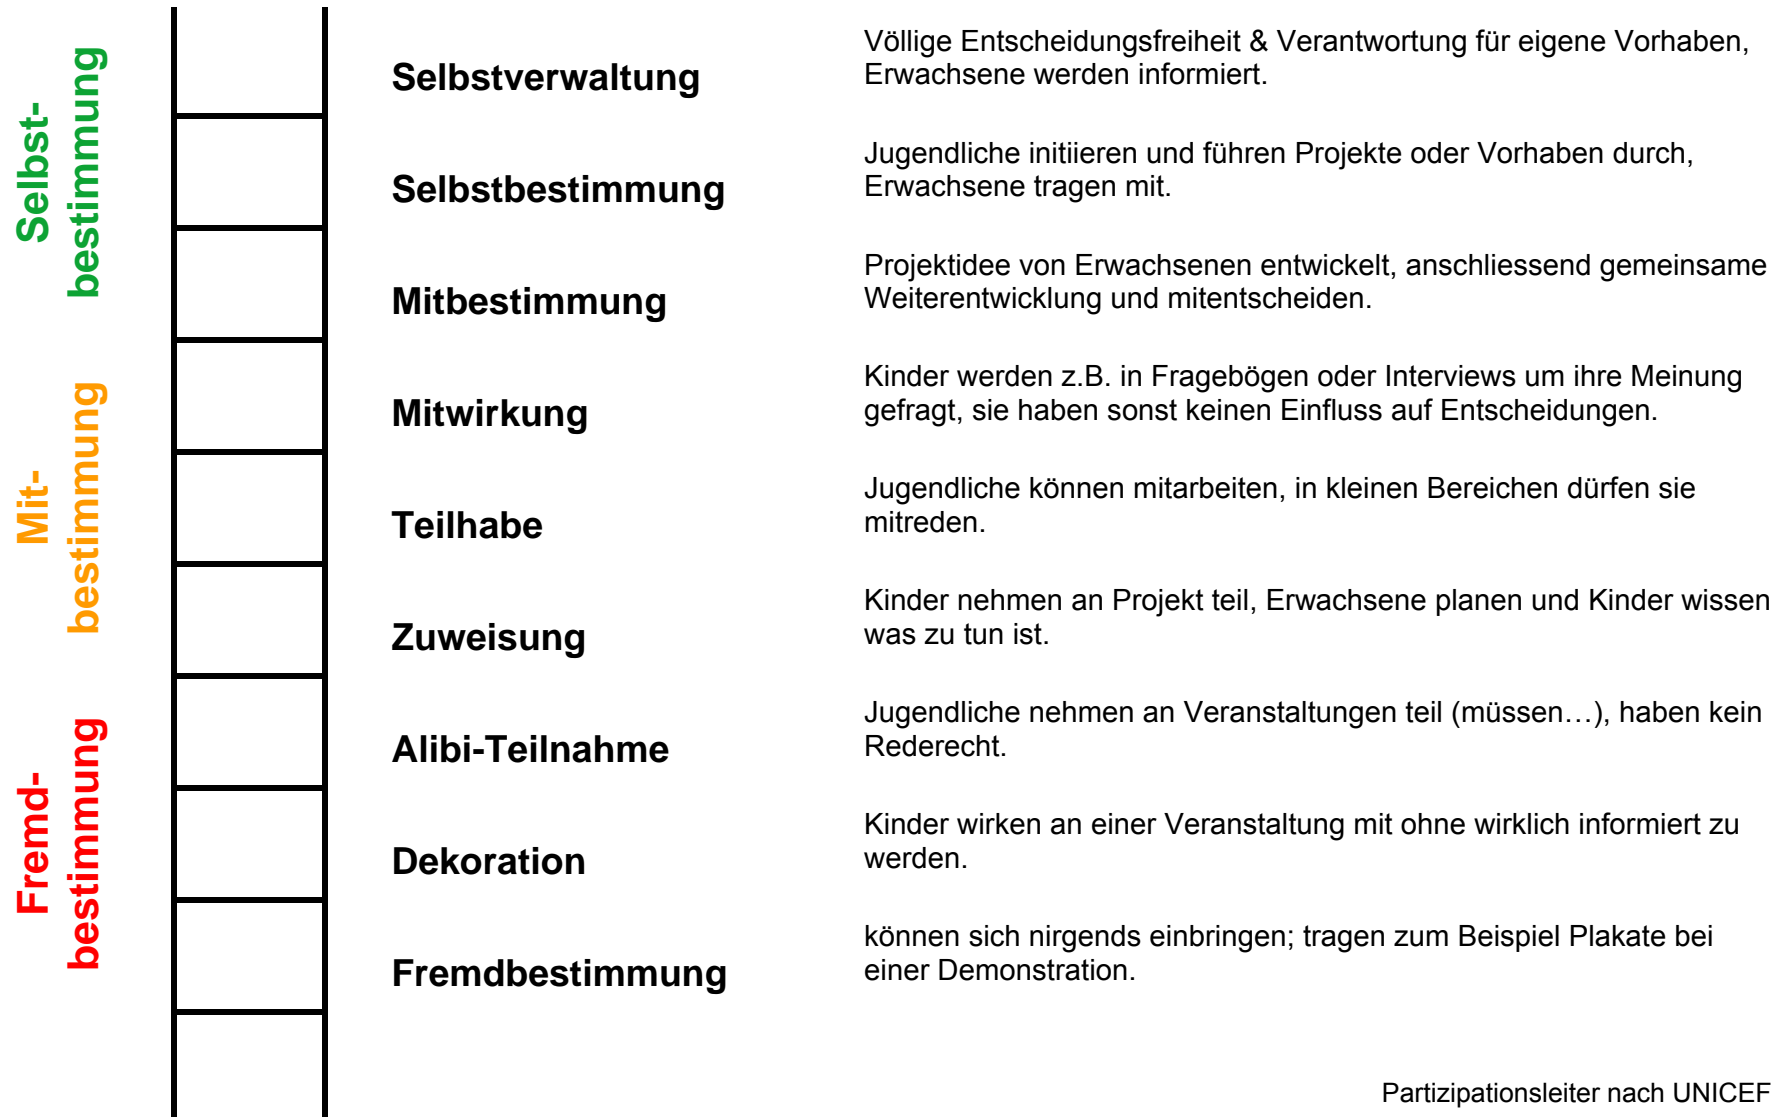 Selbst-
bestimmung
Selbstverwaltung
Völlige Entscheidungsfreiheit & Verantwortung für eigene Vorhaben,
Erwachsene werden informiert.
Selbstbestimmung
Jugendliche initiieren und führen Projekte oder Vorhaben durch,
Erwachsene tragen mit.
Mitbestimmung
Projektidee von Erwachsenen entwickelt, anschliessend gemeinsame
Weiterentwicklung und mitentscheiden.
Mit-
bestimmung
Mitwirkung
Kinder werden z.B. in Fragebögen oder Interviews um ihre Meinung
gefragt, sie haben sonst keinen Einfluss auf Entscheidungen.
Teilhabe
Jugendliche können mitarbeiten, in kleinen Bereichen dürfen sie
mitreden.
Zuweisung
Kinder nehmen an Projekt teil, Erwachsene planen und Kinder wissen
was zu tun ist.
Fremd-
bestimmung
Alibi-Teilnahme
Jugendliche nehmen an Veranstaltungen teil (müssen…), haben kein
Rederecht.
Dekoration
Kinder wirken an einer Veranstaltung mit ohne wirklich informiert zu
werden.
Fremdbestimmung
können sich nirgends einbringen; tragen zum Beispiel Plakate bei
einer Demonstration.
Partizipationsleiter nach UNICEF